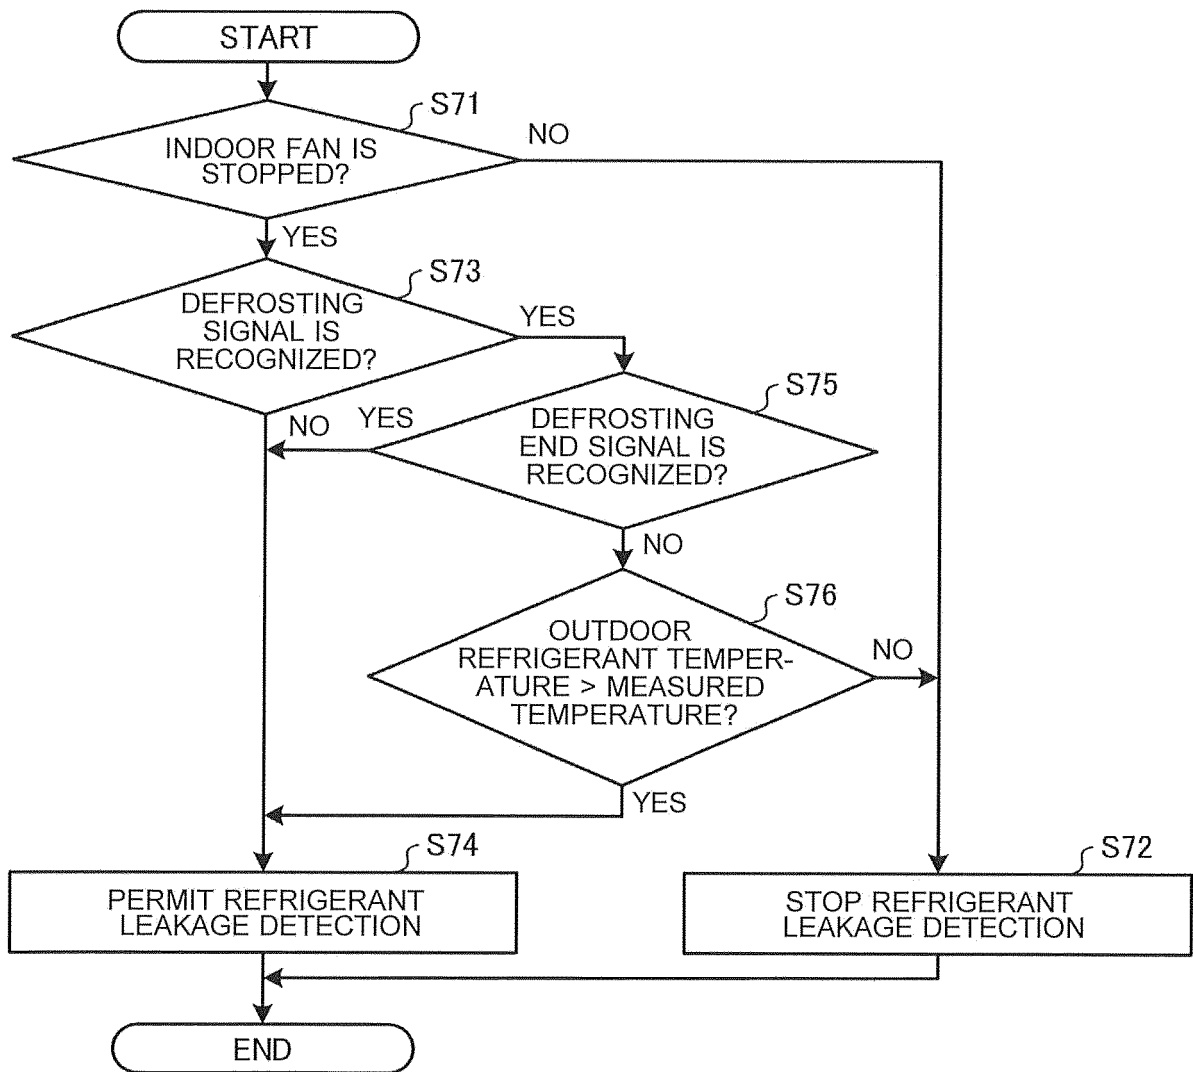 START
S71
INDOOR FAN IS
STOPPED?
NO
YES
S73
DEFROSTING
SIGNAL IS
RECOGNIZED?
YES
NO
S75
YES
DEFROSTING
END SIGNAL IS
RECOGNIZED?
NO
S76
OUTDOOR
REFRIGERANT TEMPER-
ATURE > MEASURED
TEMPERATURE?
NO
YES
S74
PERMIT REFRIGERANT
LEAKAGE DETECTION
S72
STOP REFRIGERANT
LEAKAGE DETECTION
END